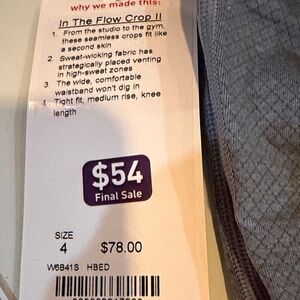 why we made this:
In The Flow Crop II
1. From the studio to the gym,
these seamless crops fit like
a second skin
2. Sweat-wicking fabric has
strategically placed venting
in high-sweat zones
3 The wide, comfortable
waistband won't dig in
4. Tight fit, medium rise, knee
length
$54
Final Sale
SIZE
4 $78.00
W6B41S HBED